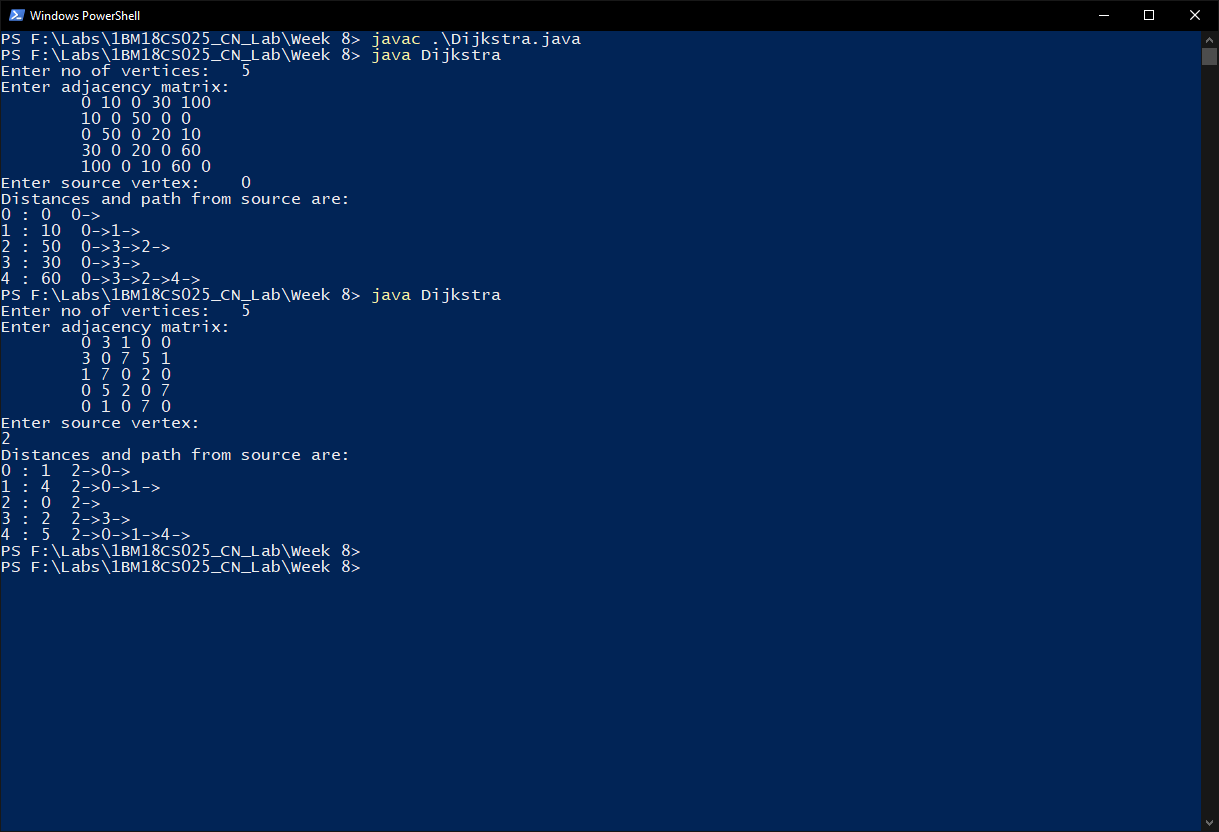 Windows PowerShell
PS F:\Labs\1BM18CS025_CN_Lab\Week 8> javac .\Dijkstra.java
PS F:\Labs\1BM18CS025_CN_Lab\Week 8> java Dijkstra
Enter no of vertices:   5
Enter adjacency matrix:
        0 10 0 30 100
        10 0 50 0 0
        0 50 0 20 10
        30 0 20 0 60
        100 0 10 60 0
Enter source vertex:    0
Distances and path from source are:
0 : 0  0->
1 : 10  0->1->
2 : 50  0->3->2->
3 : 30  0->3->
4 : 60  0->3->2->4->
PS F:\Labs\1BM18CS025_CN_Lab\Week 8> java Dijkstra
Enter no of vertices:   5
Enter adjacency matrix:
        0 3 1 0 0
        3 0 7 5 1
        1 7 0 2 0
        0 5 2 0 7
        0 1 0 7 0
Enter source vertex:
2
Distances and path from source are:
0 : 1  2->0->
1 : 4  2->0->1->
2 : 0  2->
3 : 2  2->3->
4 : 5  2->0->1->4->
PS F:\Labs\1BM18CS025_CN_Lab\Week 8>
PS F:\Labs\1BM18CS025_CN_Lab\Week 8>